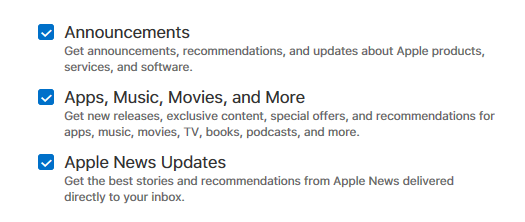 Announcements
Get announcements, recommendations, and updates about Apple products,
services, and software.
Apps, Music, Movies, and More
Get new releases, exclusive content, special offers, and recommendations for
apps, music, movies, TV, books, podcasts, and more.
Apple News Updates
Get the best stories and recommendations from Apple News delivered
directly to your inbox.